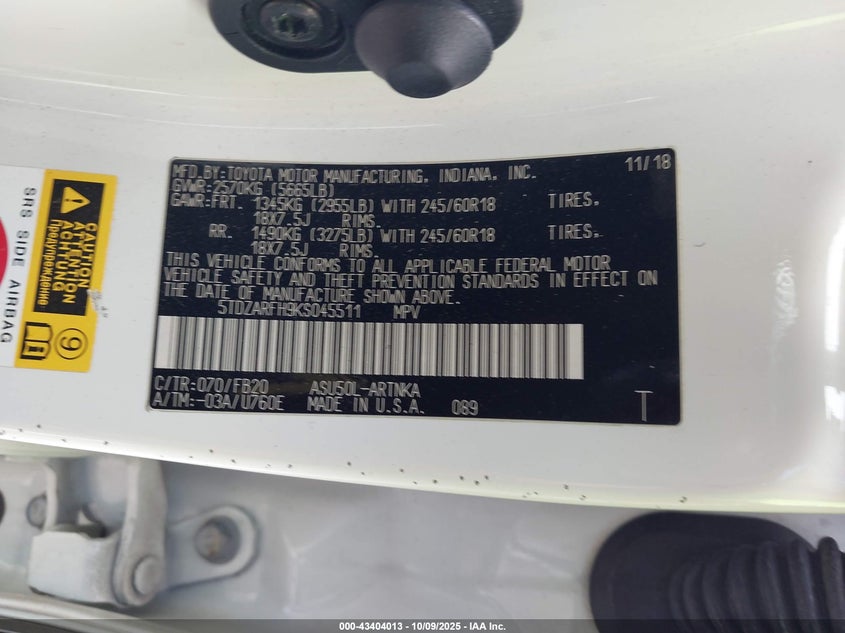 MFD.BY:TOYOTA MOTOR MANUFACTURING, INDIANA, INC. 11/18
GVWR:2570KG (5665LB)
GAWR:FRT. 1345KG (2955LB) WITH 245/60R18 TIRES,
18X7.5J RIMS.
RR. 1490KG (3275LB) WITH 245/60R18 TIRES,
18X7.5J RIMS.
THIS VEHICLE CONFORMS TO ALL APPLICABLE FEDERAL MOTOR
VEHICLE SAFETY AND THEFT PREVENTION STANDARDS IN EFFECT ON
THE DATE OF MANUFACTURE SHOWN ABOVE.
5TDZARFH9KS045511 MPV
C/TR:070/FB20 ASU50L-ARTNKA
A/TM:-03A/U760E MADE IN U.S.A. 089 T
SRS SIDE AIRBAG
CAUTION
ATTENTION
ACHTUNG
Предупреждение
9
000-43404013 - 10/09/2025 - IAA Inc.